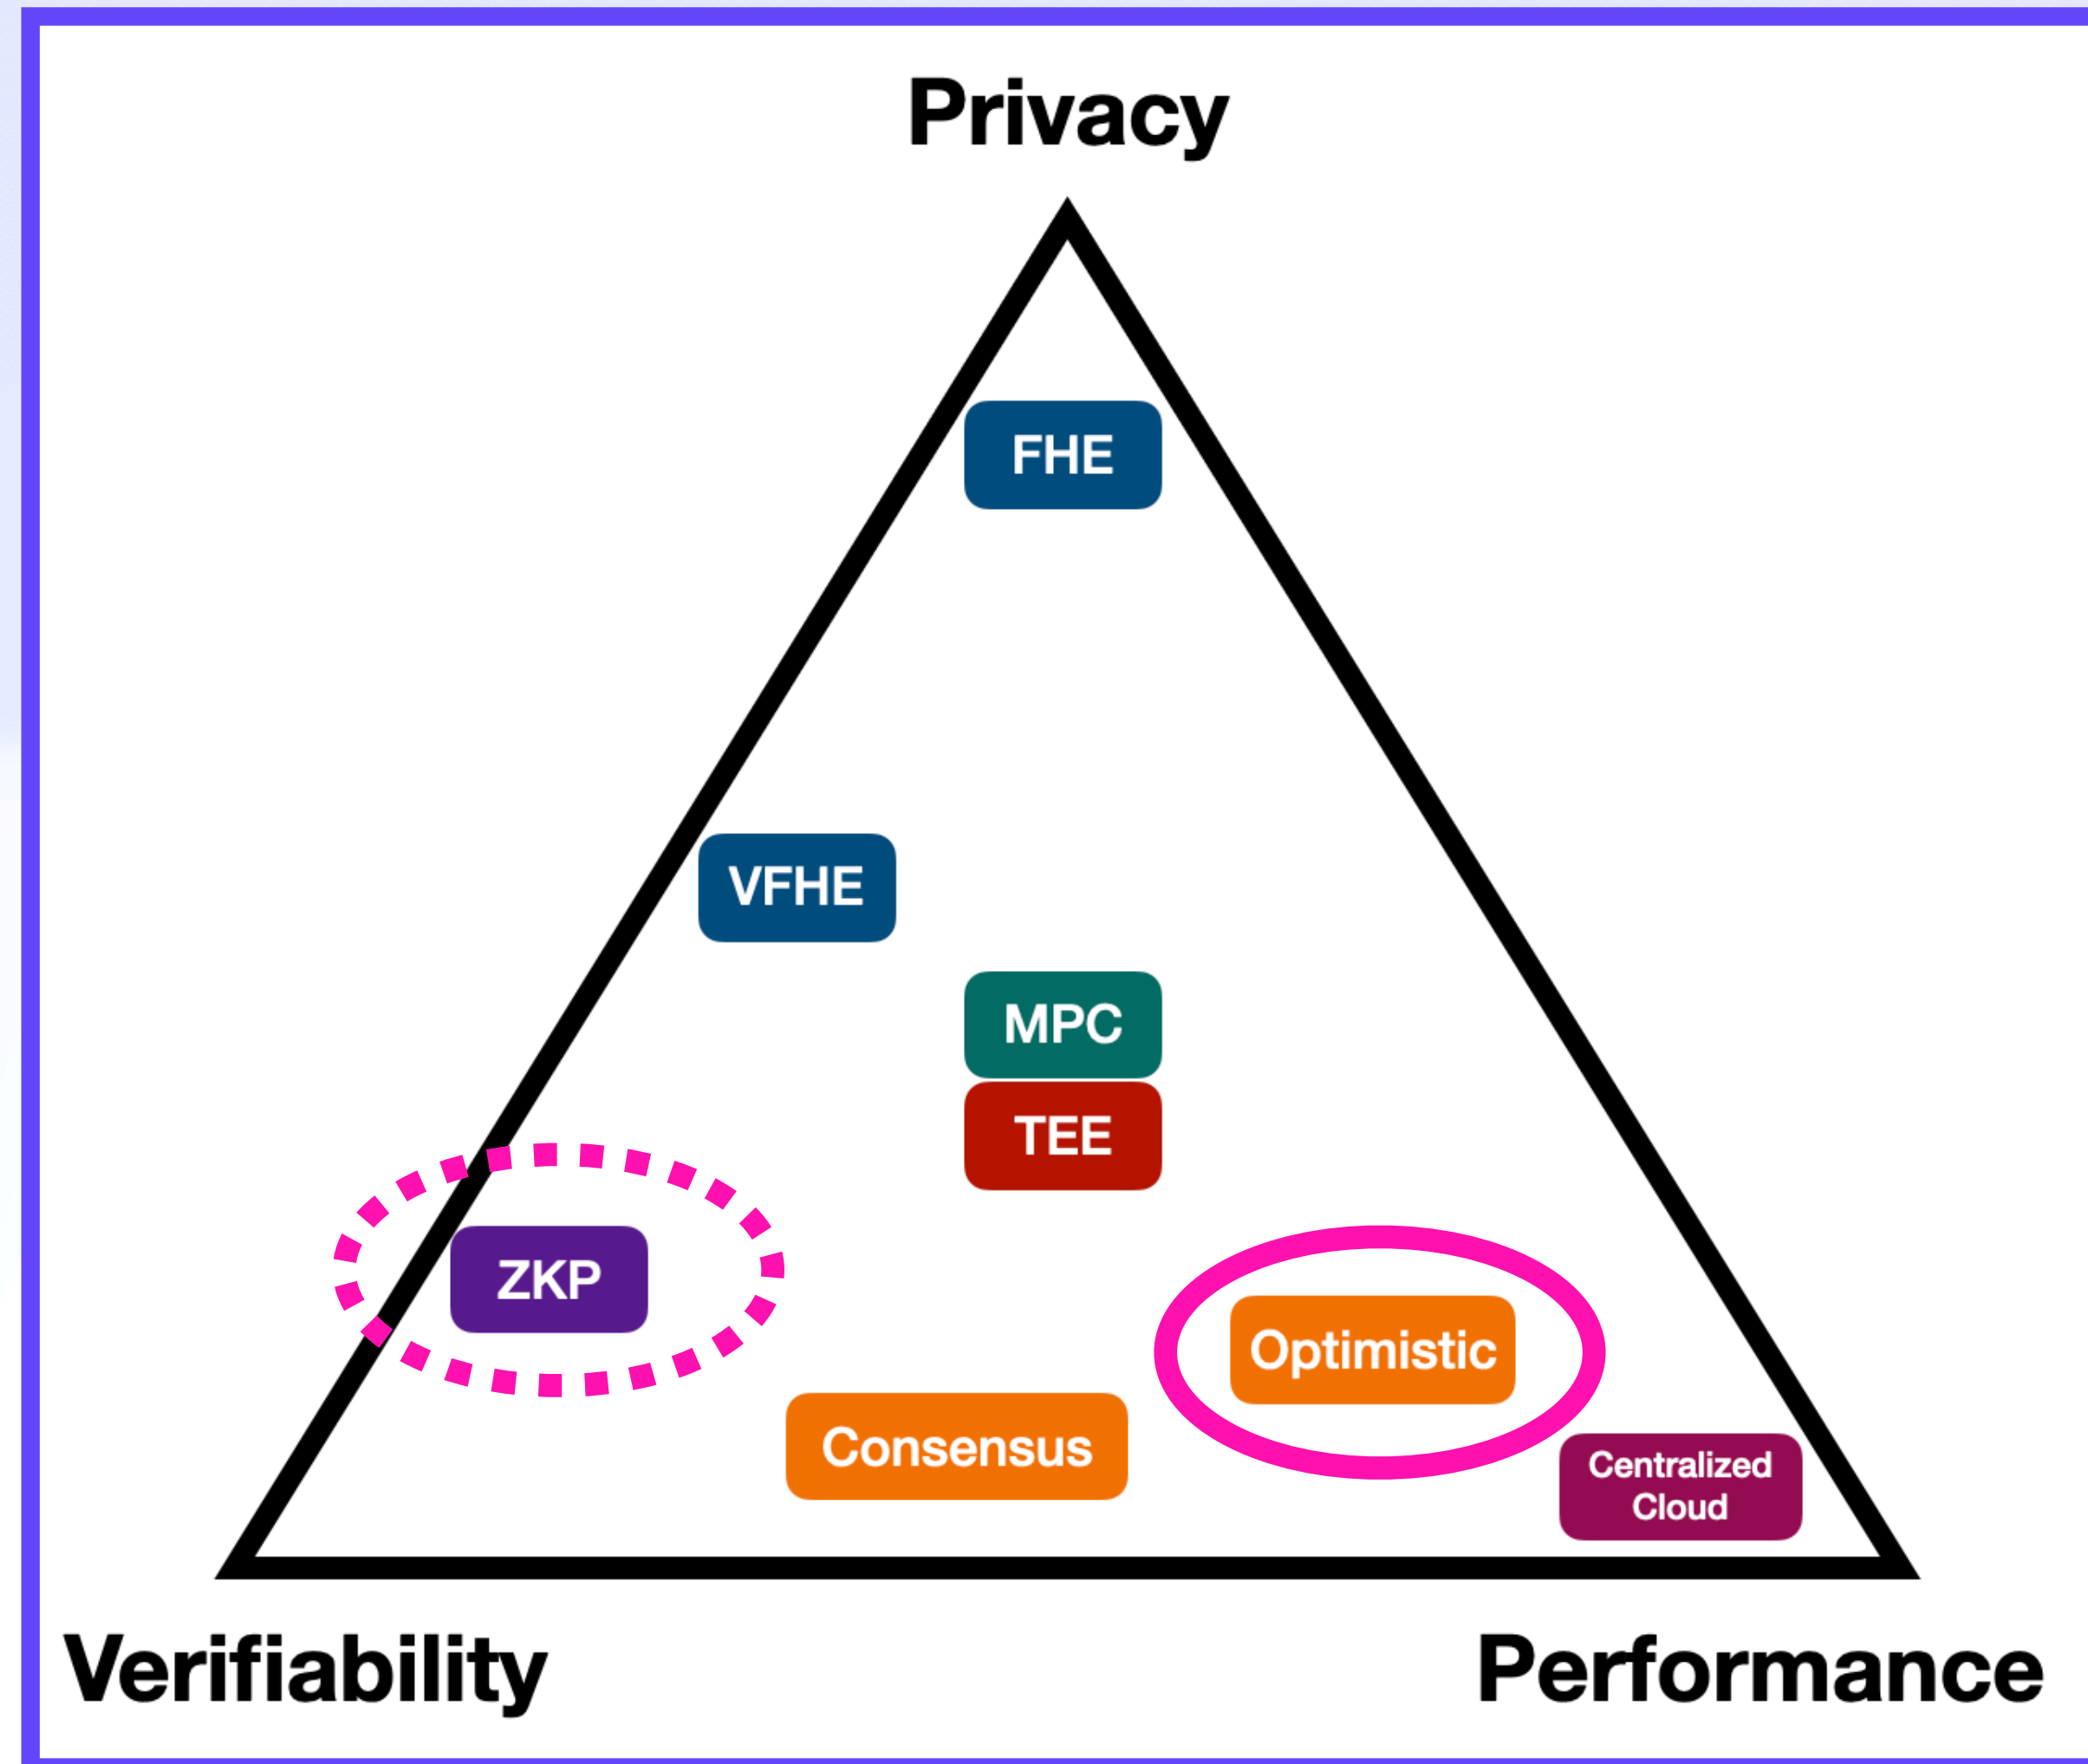 Privacy
FHE
VFHE
MPC
TEE
ZKP
Optimistic
Consensus
Centralized
Cloud
Verifiability
Performance